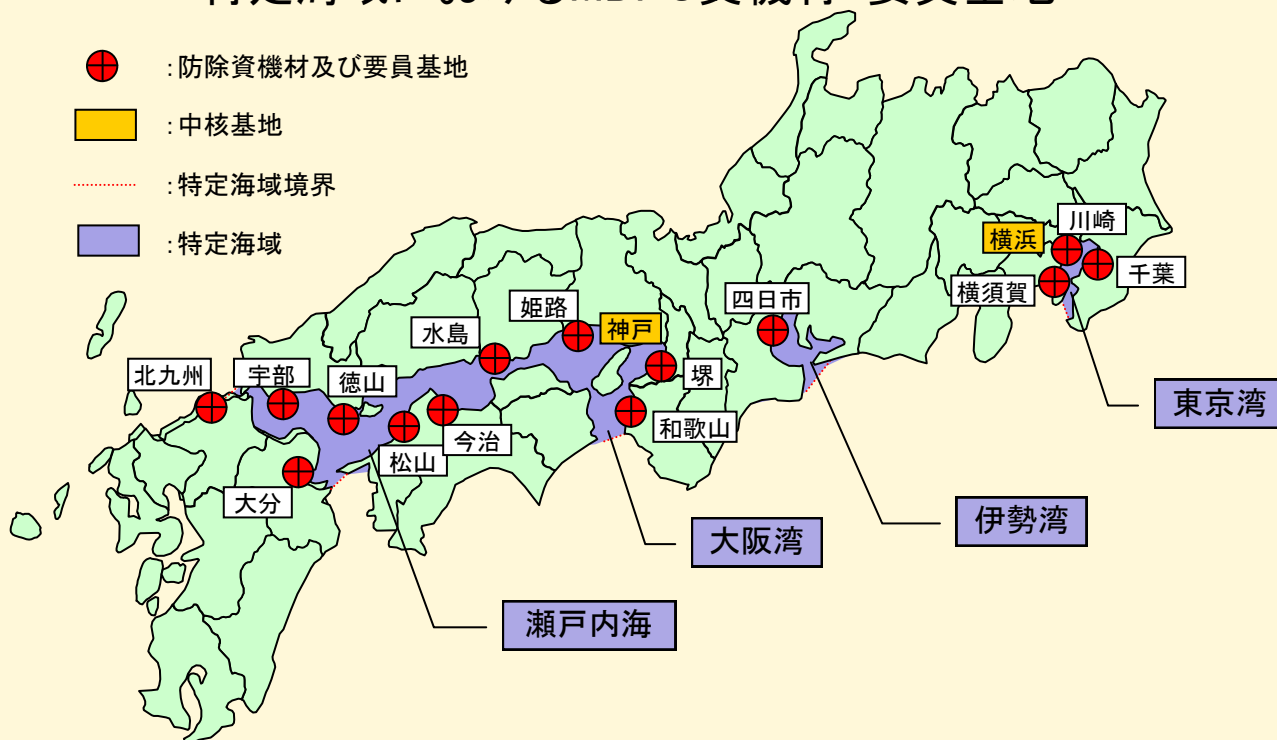 ：防除資機材及び要員基地
：中核基地
：特定海域境界
：特定海域
川崎
横浜
千葉
横須賀
四日市
姫路
神戸
水島
堺
北九州
宇部
徳山
和歌山
今治
松山
大分
東京湾
伊勢湾
大阪湾
瀬戸内海